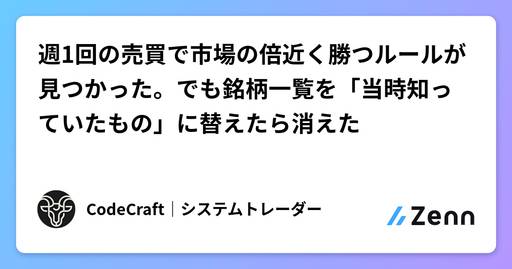 週1回の売買で市場の倍近く勝つルールが
見つかった。でも銘柄一覧を「当時知っ
ていたもの」に替えたら消えた
CodeCraft｜システムトレーダー
Zenn